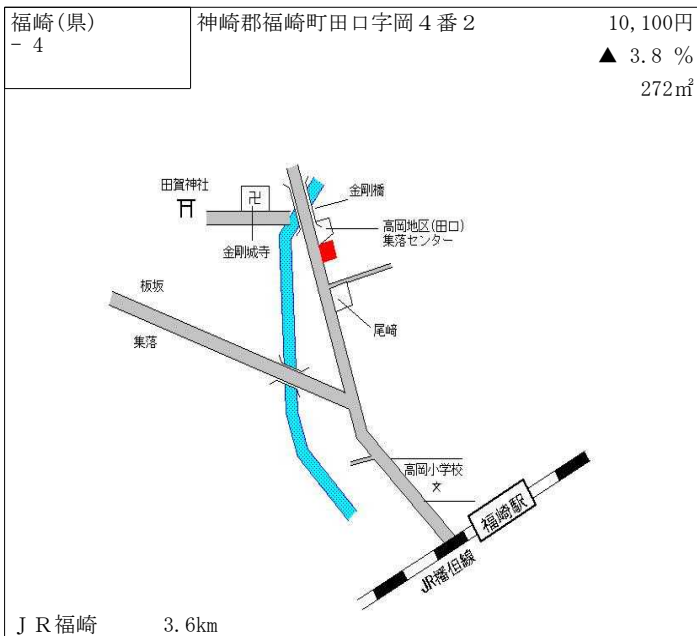 福崎(県)
- 4
神崎郡福崎町田口字岡４番２
10,100円
▲ 3.8 %
272㎡
田賀神社
卍
金剛城寺
金剛橋
高岡地区(田口)
集落センター
板坂
集落
尾﨑
高岡小学校
文
福崎駅
JR播但線
ＪＲ福崎 3.6km